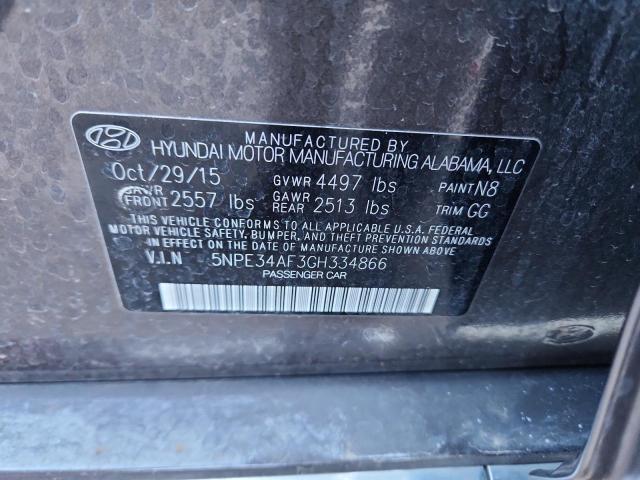 MANUFACTURED BY
HYUNDAI MOTOR MANUFACTURING ALABAMA, LLC
Oct/29/15 GVWR 4497 lbs PAINT N8
GAWR FRONT 2557 lbs GAWR REAR 2513 lbs TRIM GG
THIS VEHICLE CONFORMS TO ALL APPLICABLE U.S.A. FEDERAL
MOTOR VEHICLE SAFETY, BUMPER, AND THEFT PREVENTION
STANDARDS IN EFFECT ON THE DATE OF MANUFACTURE SHOWN ABOVE
V.I.N 5NPE34AF3GH334866
PASSENGER CAR